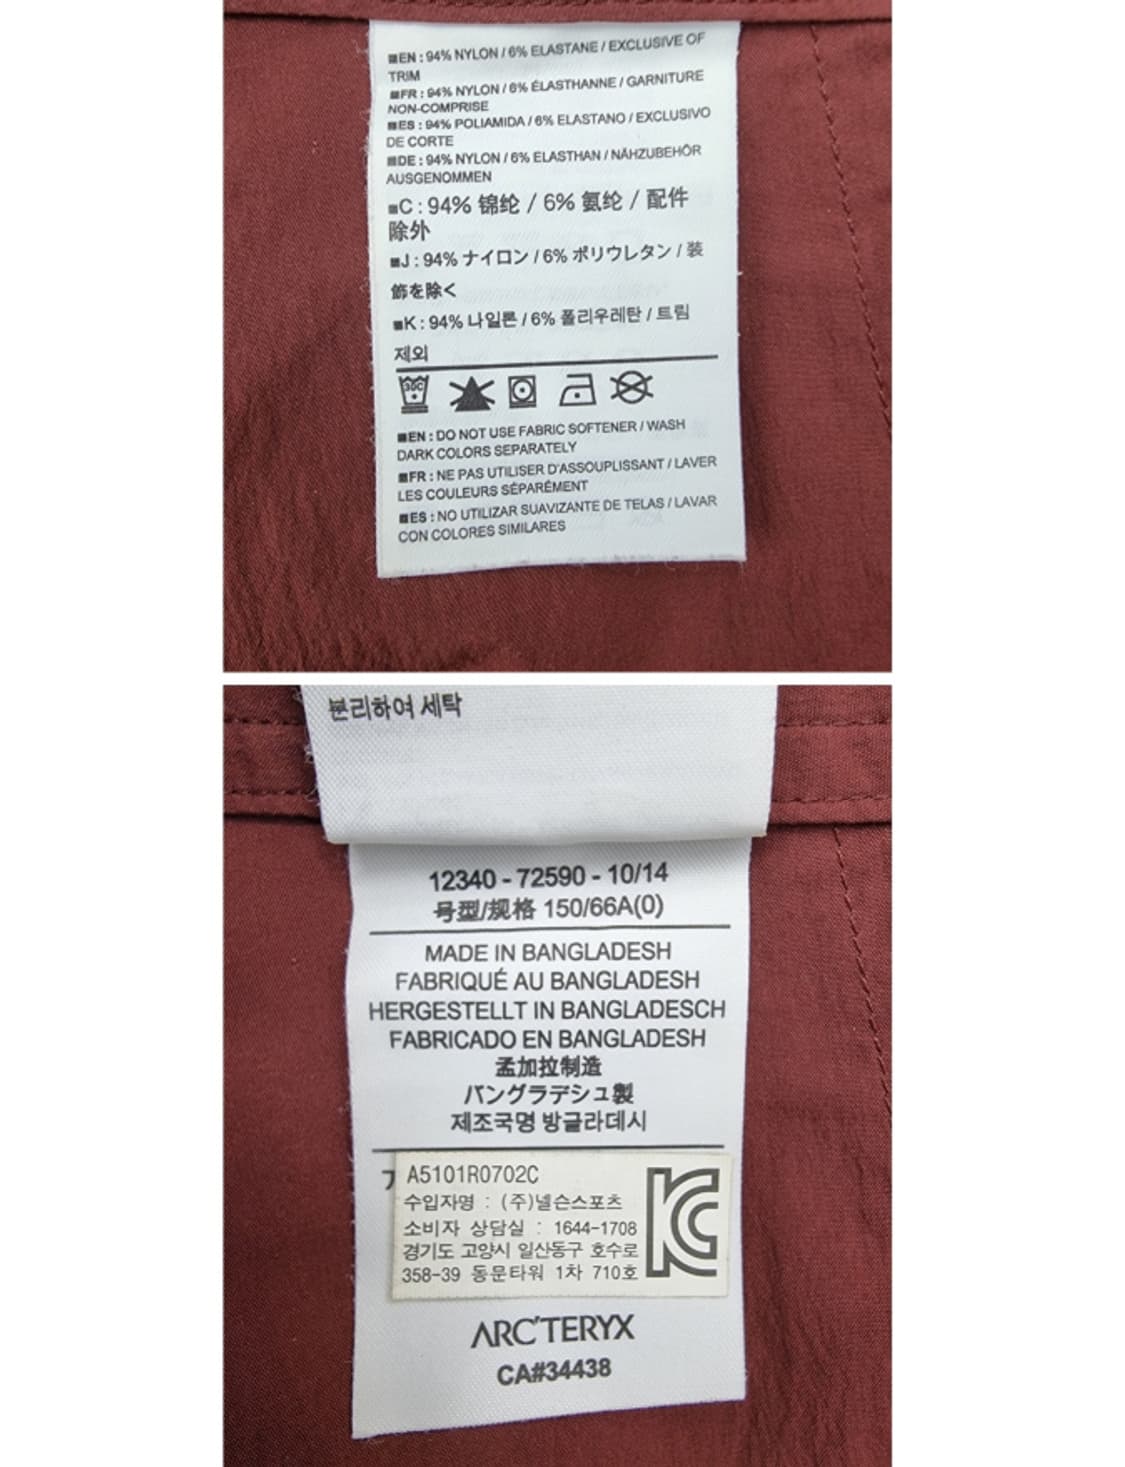 ■EN : 94% NYLON / 6% ELASTANE / EXCLUSIVE OF
TRIM
■FR : 94% NYLON / 6% ÉLASTHANNE / GARNITURE
NON-COMPRISE
■ES : 94% POLIAMIDA / 6% ELASTANO / EXCLUSIVO
DE CORTE
■DE : 94% NYLON / 6% ELASTHAN / NÄHZUBEHÖR
AUSGENOMMEN
■C : 94% 锦纶 / 6% 氨纶 / 配件
除外
■J : 94% ナイロン / 6% ポリウレタン / 装
飾を除く
■K : 94% 나일론 / 6% 폴리우레탄 / 트림
제외
30C
■EN : DO NOT USE FABRIC SOFTENER / WASH
DARK COLORS SEPARATELY
■FR : NE PAS UTILISER D'ASSOUPLISSANT / LAVER
LES COULEURS SÉPARÉMENT
■ES : NO UTILIZAR SUAVIZANTE DE TELAS / LAVAR
CON COLORES SIMILARES
분리하여 세탁
12340 - 72590 - 10/14
号型/规格 150/66A(0)
MADE IN BANGLADESH
FABRIQUÉ AU BANGLADESH
HERGESTELLT IN BANGLADESCH
FABRICADO EN BANGLADESH
孟加拉制造
バングラデシュ製
제조국명 방글라데시
A5101R0702C
수입자명 : (주)넬슨스포츠
소비자 상담실 : 1644-1708
경기도 고양시 일산동구 호수로
358-39 동문타워 1차 710호
ARC'TERYX
CA#34438